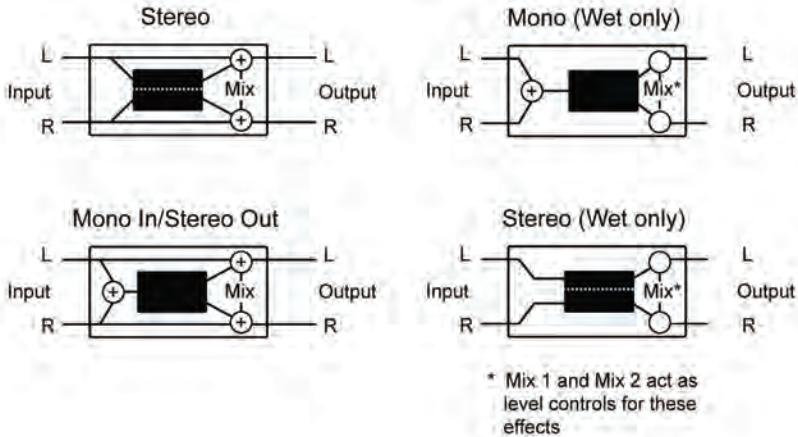 Stereo
L
L
Input
Mix
Output
R
R
Mono (Wet only)
L
L
Input
Mix*
Output
R
R
Mono In/Stereo Out
L
L
Input
Mix
Output
R
R
Stereo (Wet only)
L
L
Input
Mix*
Output
R
R
* Mix 1 and Mix 2 act as
level controls for these
effects